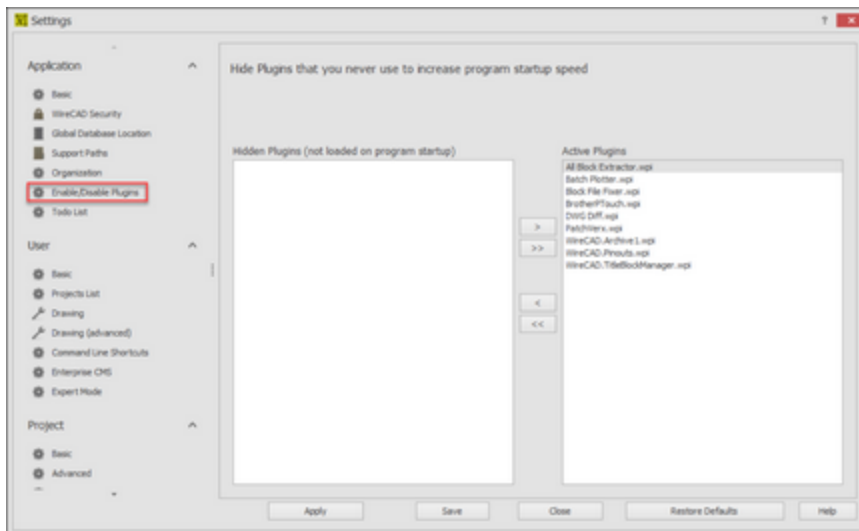 Settings
?
Application
Basic
WireCAD Security
Global Database Location
Support Paths
Organization
Enable/Disable Plugins
Todo List
User
Basic
Projects List
Drawing
Drawing (advanced)
Command Line Shortcuts
Enterprise CMS
Expert Mode
Project
Basic
Advanced
Hide Plugins that you never use to increase program startup speed
Hidden Plugins (not loaded on program startup)
>
>>
<
<<
Active Plugins
All Block Extractor.wpi
Batch Plotter.wpi
Block File Fixer.wpi
BrotherPTouch.wpi
DWG Diff.wpi
PatchWerx.wpi
WireCAD.Archive1.wpi
WireCAD.Pinouts.wpi
WireCAD.TitleBlockManager.wpi
Apply
Save
Close
Restore Defaults
Help